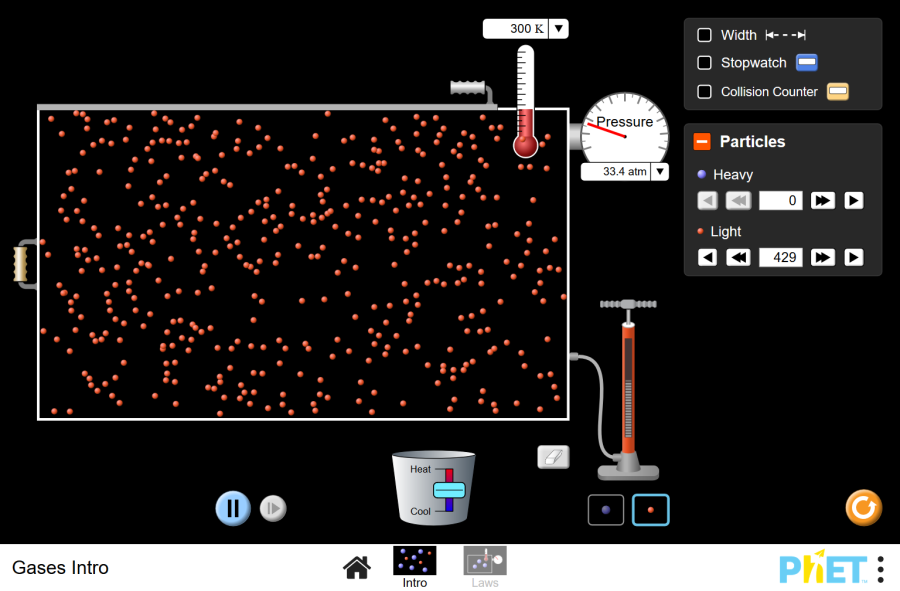 300 K
Width
Stopwatch
Collision Counter
Pressure
33.4 atm
Particles
Heavy
0
Light
429
Heat
Cool
Gases Intro
Intro
Laws
PhET